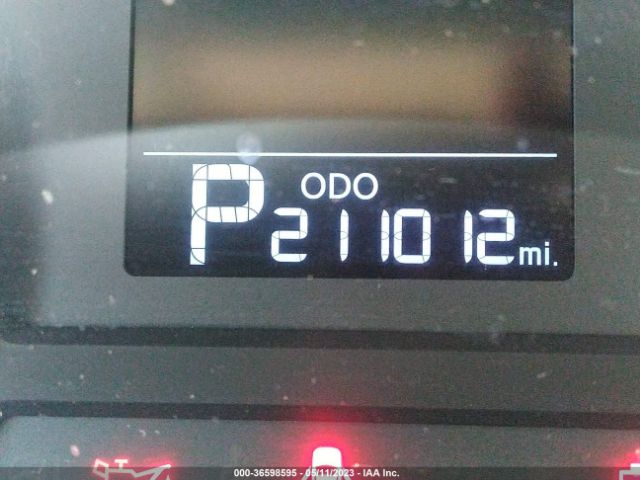 ODO
P 211012 mi.
000-36598595 - 05/11/2023 - IAA Inc.